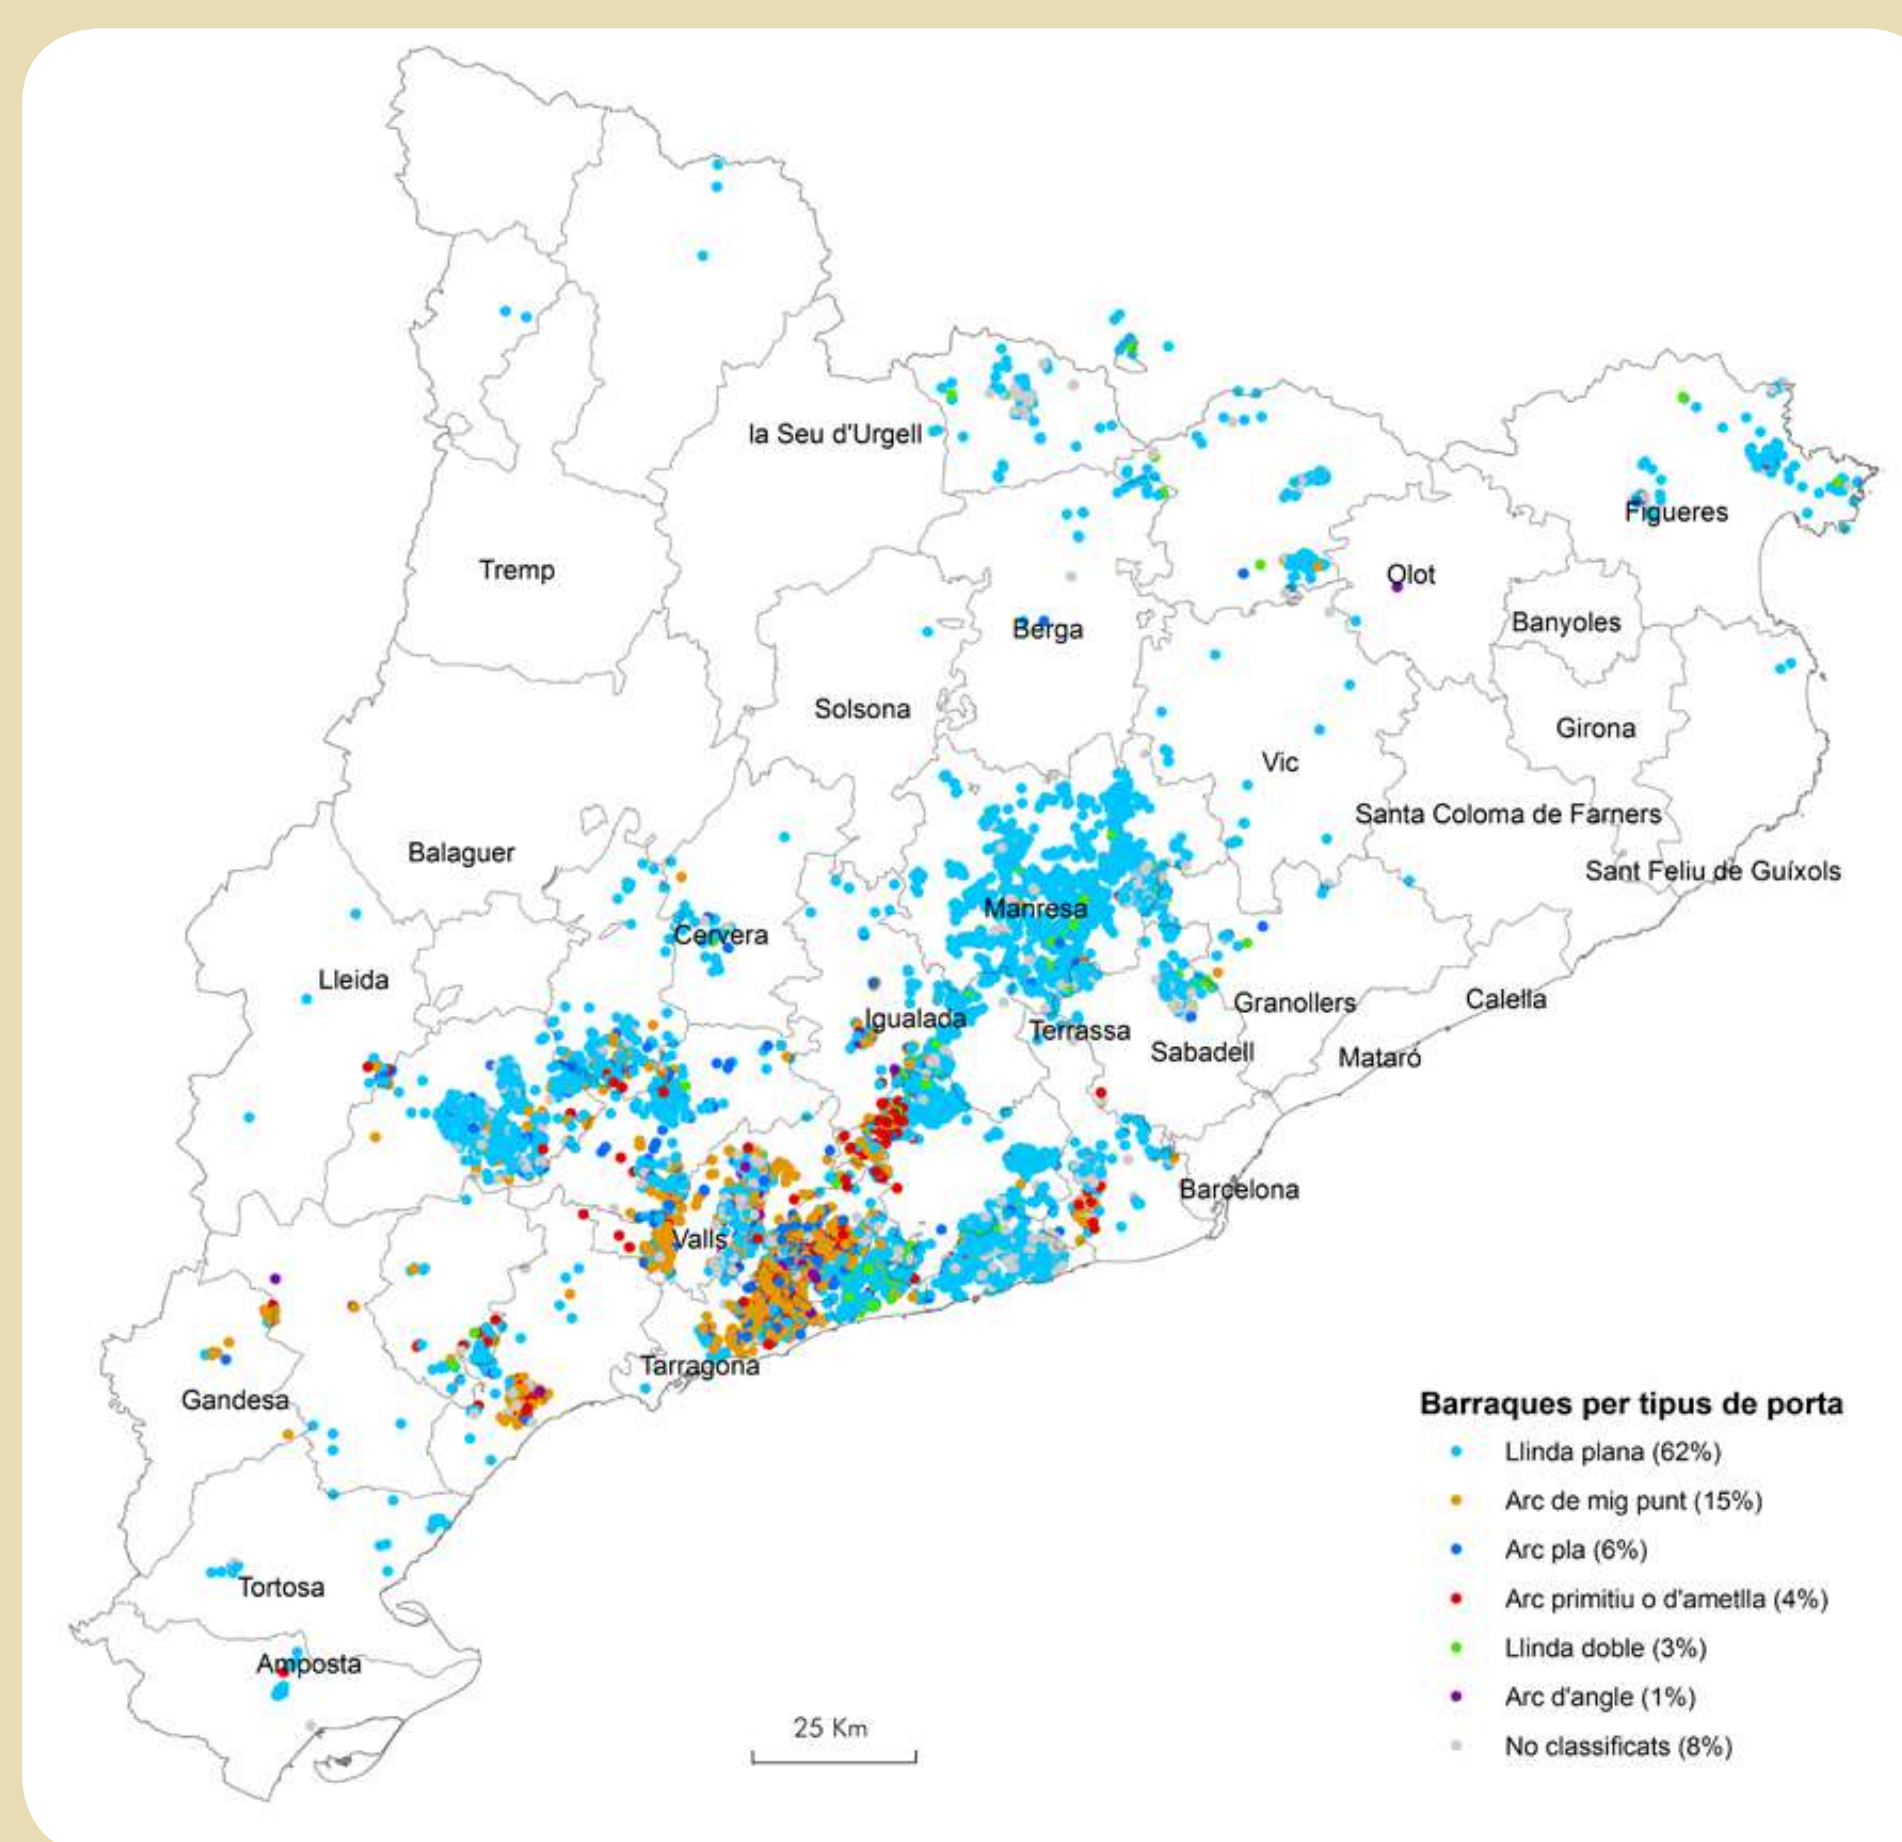 la Seu d'Urgell
Figueres
Tremp
Olot
Banyoles
Berga
Solsona
Girona
Vic
Santa Coloma de Farners
Balaguer
Sant Feliu de Guíxols
Manresa
Cervera
Lleida
Granollers
Calella
Igualada
Terrassa
Sabadell
Mataró
Barcelona
Valls
Tarragona
Gandesa
Tortosa
Amposta
25 Km
Barraques per tipus de porta
Llinda plana (62%)
Arc de mig punt (15%)
Arc pla (6%)
Arc primitiu o d'ametlla (4%)
Llinda doble (3%)
Arc d'angle (1%)
No classificats (8%)